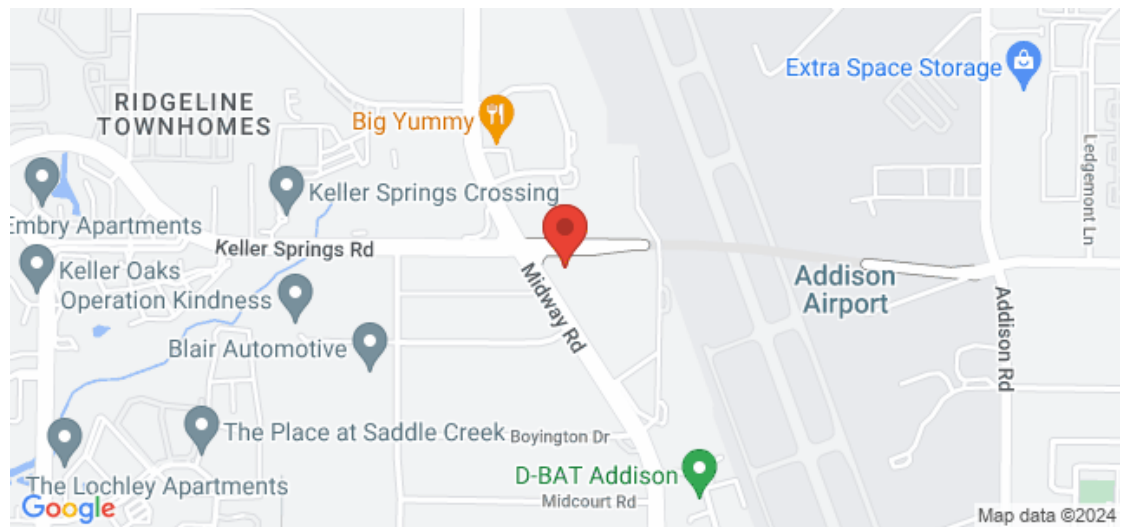 Extra Space Storage
RIDGELINE
TOWNHOMES
Big Yummy
Ledgemont Ln
Keller Springs Crossing
Embry Apartments
Keller Springs Rd
Keller Oaks
Operation Kindness
Midway Rd
Addison
Airport
Addison Rd
Blair Automotive
The Place at Saddle Creek
Boyington Dr
D-BAT Addison
The Lochley Apartments
Midcourt Rd
Google
Map data ©2024